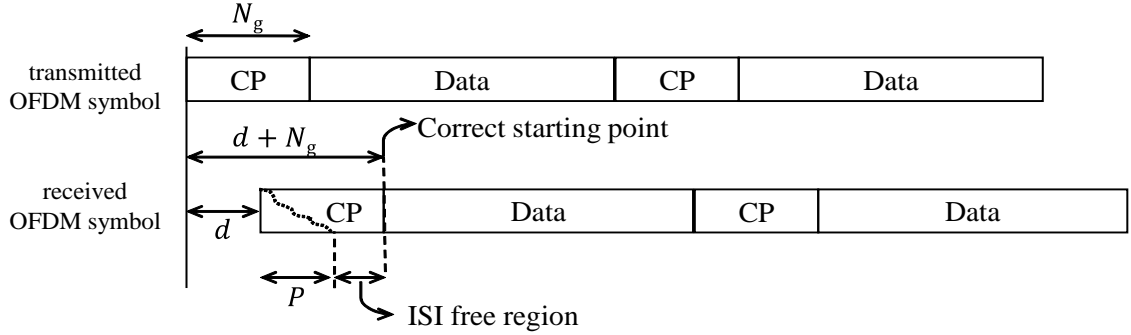 N_g
transmitted
OFDM symbol
CP Data CP Data
Correct starting point
d + N_g
received
OFDM symbol
CP Data CP Data
d
P
ISI free region